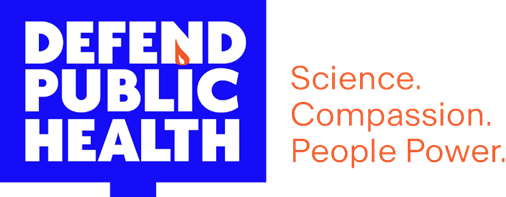 DEFEND
PUBLIC
HEALTH
Science.
Compassion.
People Power.